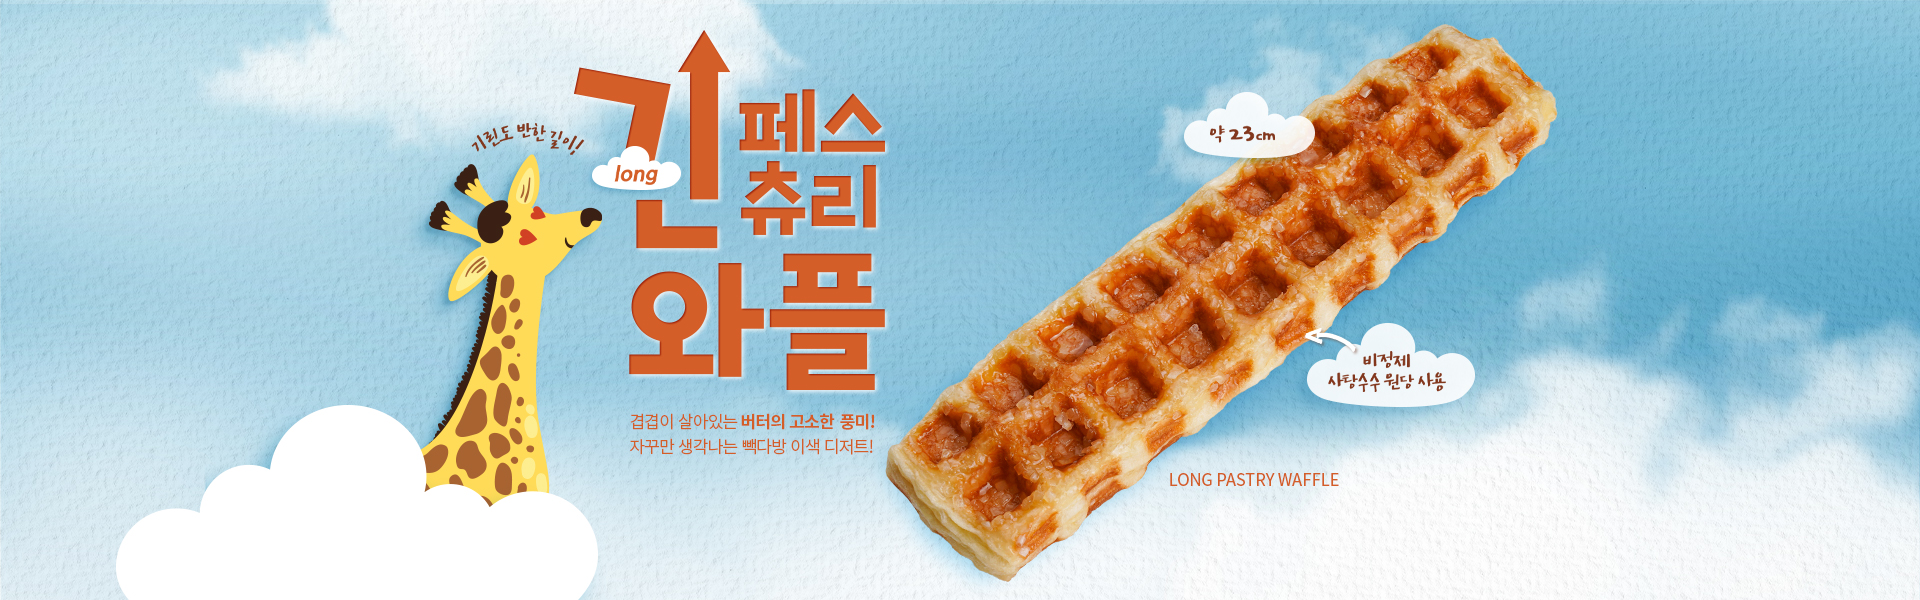 기린도 반한 길이!
긴
long
페스
츄리
와플
겹겹이 살아있는 버터의 고소한 풍미!
자꾸만 생각나는 빽다방 이색 디저트!
약 23cm
비정제
사탕수수 원당 사용
LONG PASTRY WAFFLE